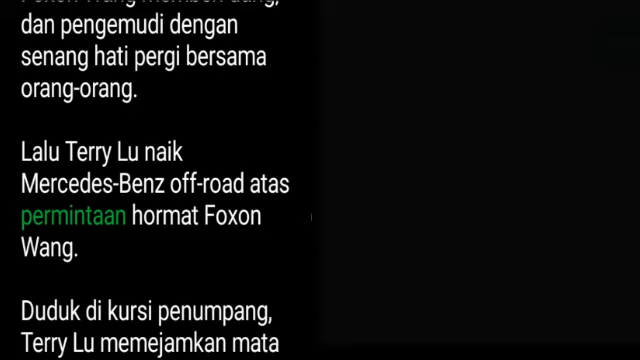 dan pengemudi dengan
senang hati pergi bersama
orang-orang.
Lalu Terry Lu naik
Mercedes-Benz off-road atas
permintaan hormat Foxon
Wang.
Duduk di kursi penumpang,
Terry Lu memejamkan mata